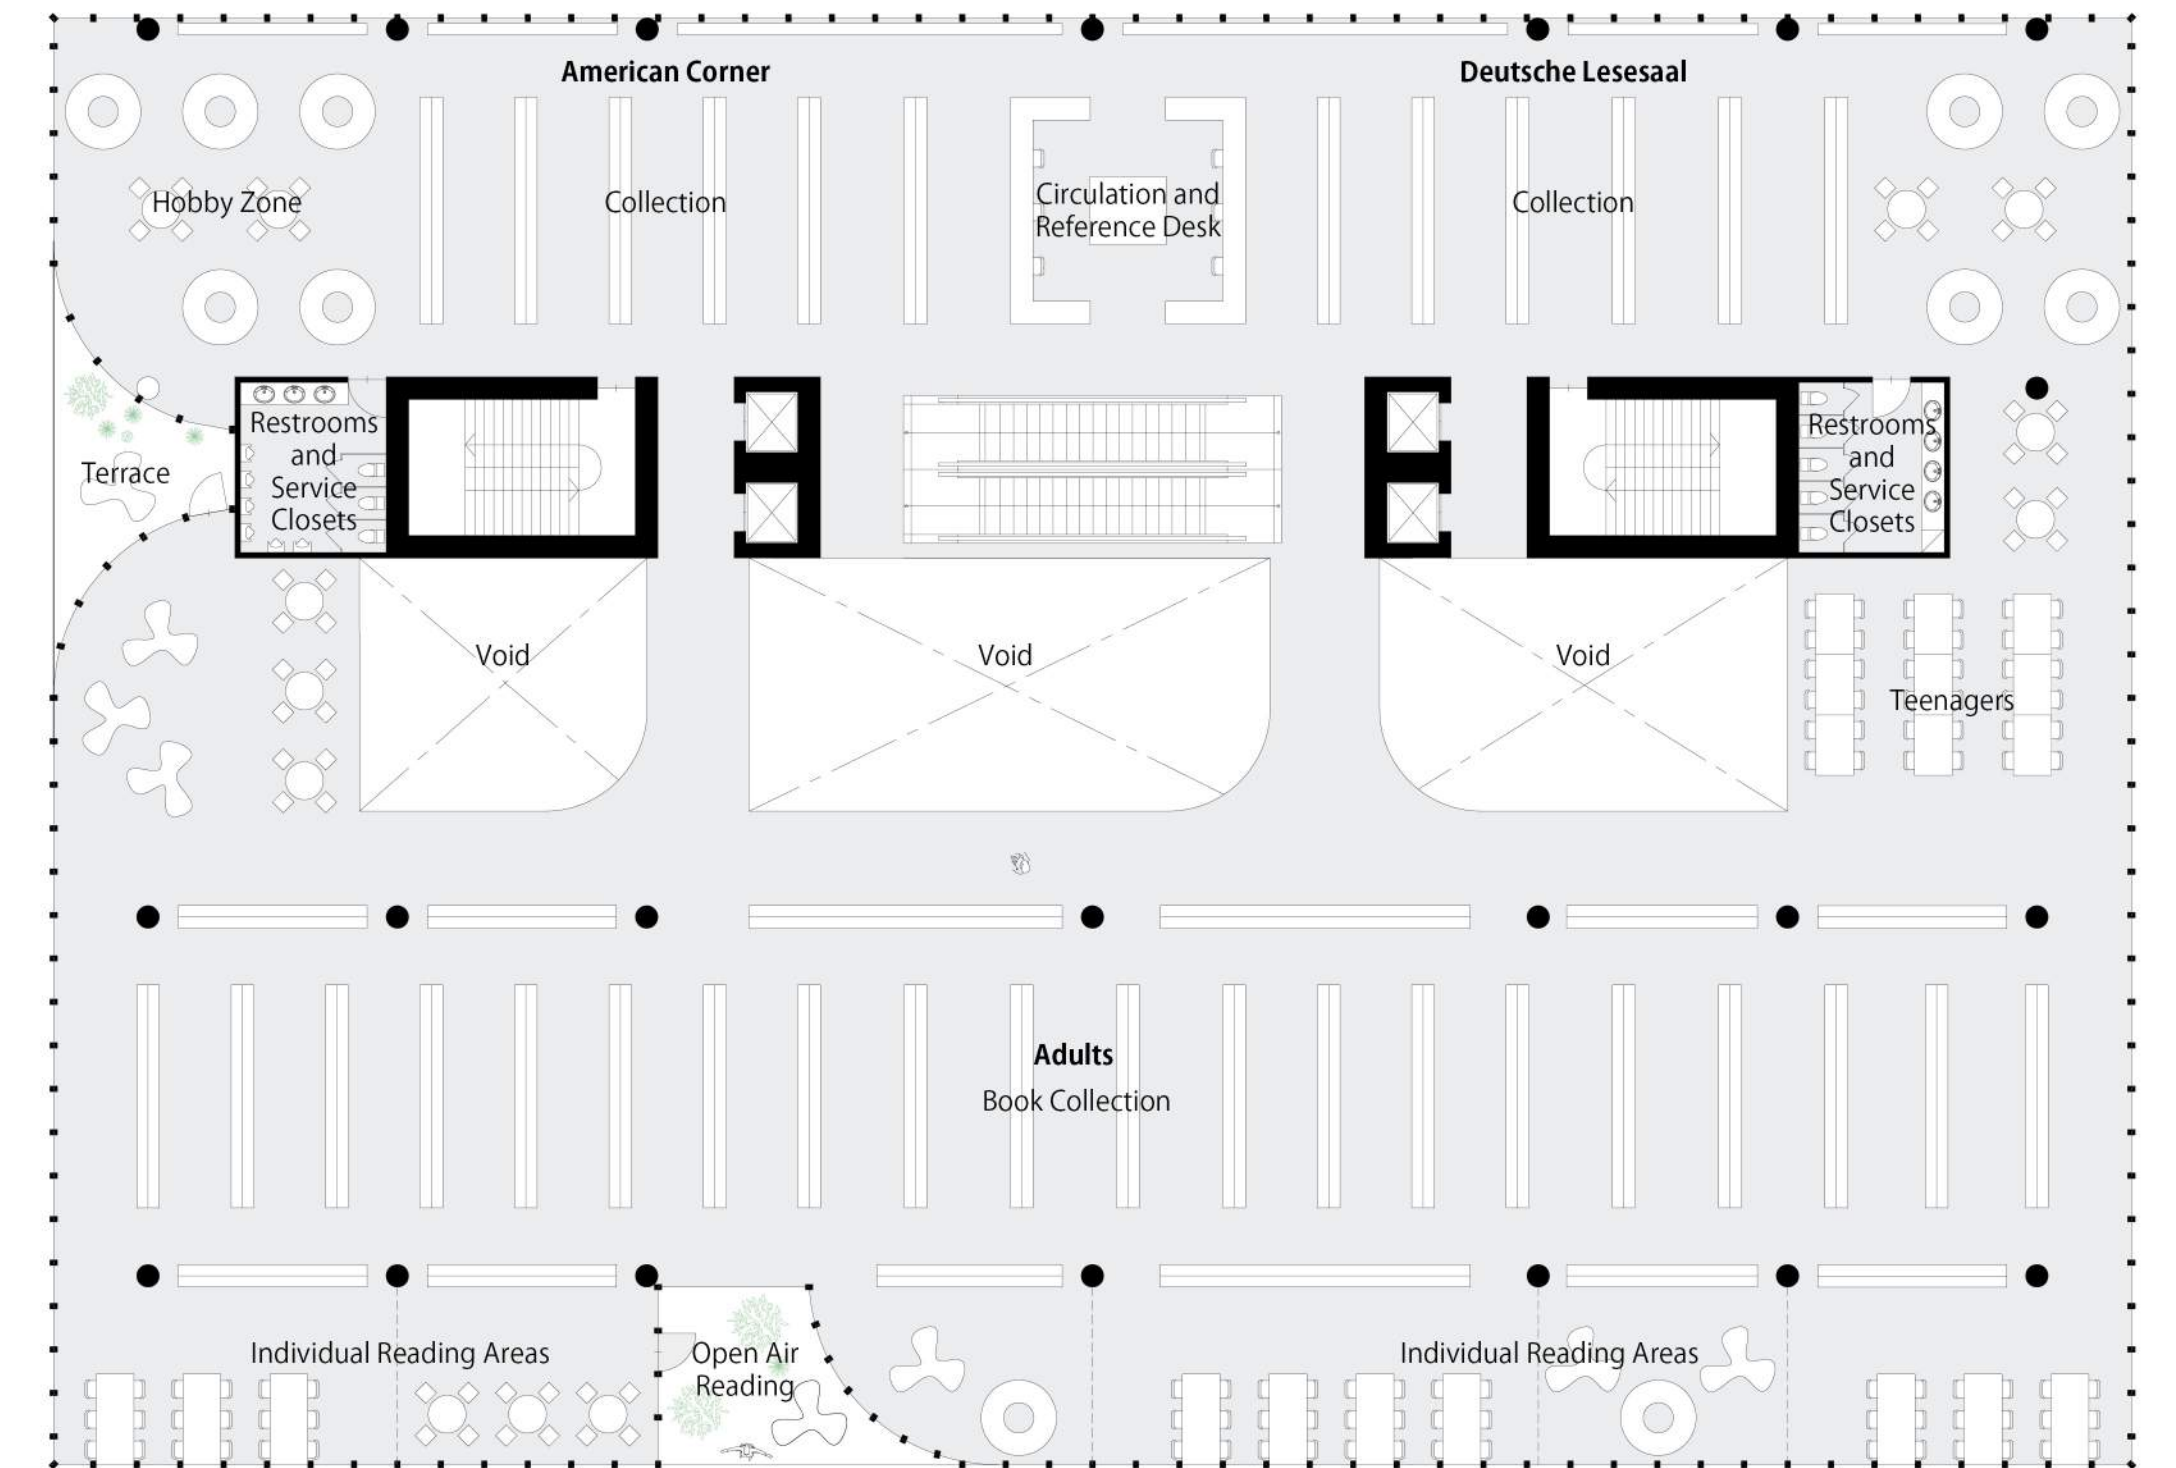 American Corner
Deutsche Lesesaal
Hobby Zone
Collection
Circulation and
Reference Desk
Collection
Terrace
Restrooms
and
Service
Closets
Restrooms
and
Service
Closets
Void
Void
Void
Teenagers
Adults
Book Collection
Individual Reading Areas
Open Air
Reading
Individual Reading Areas